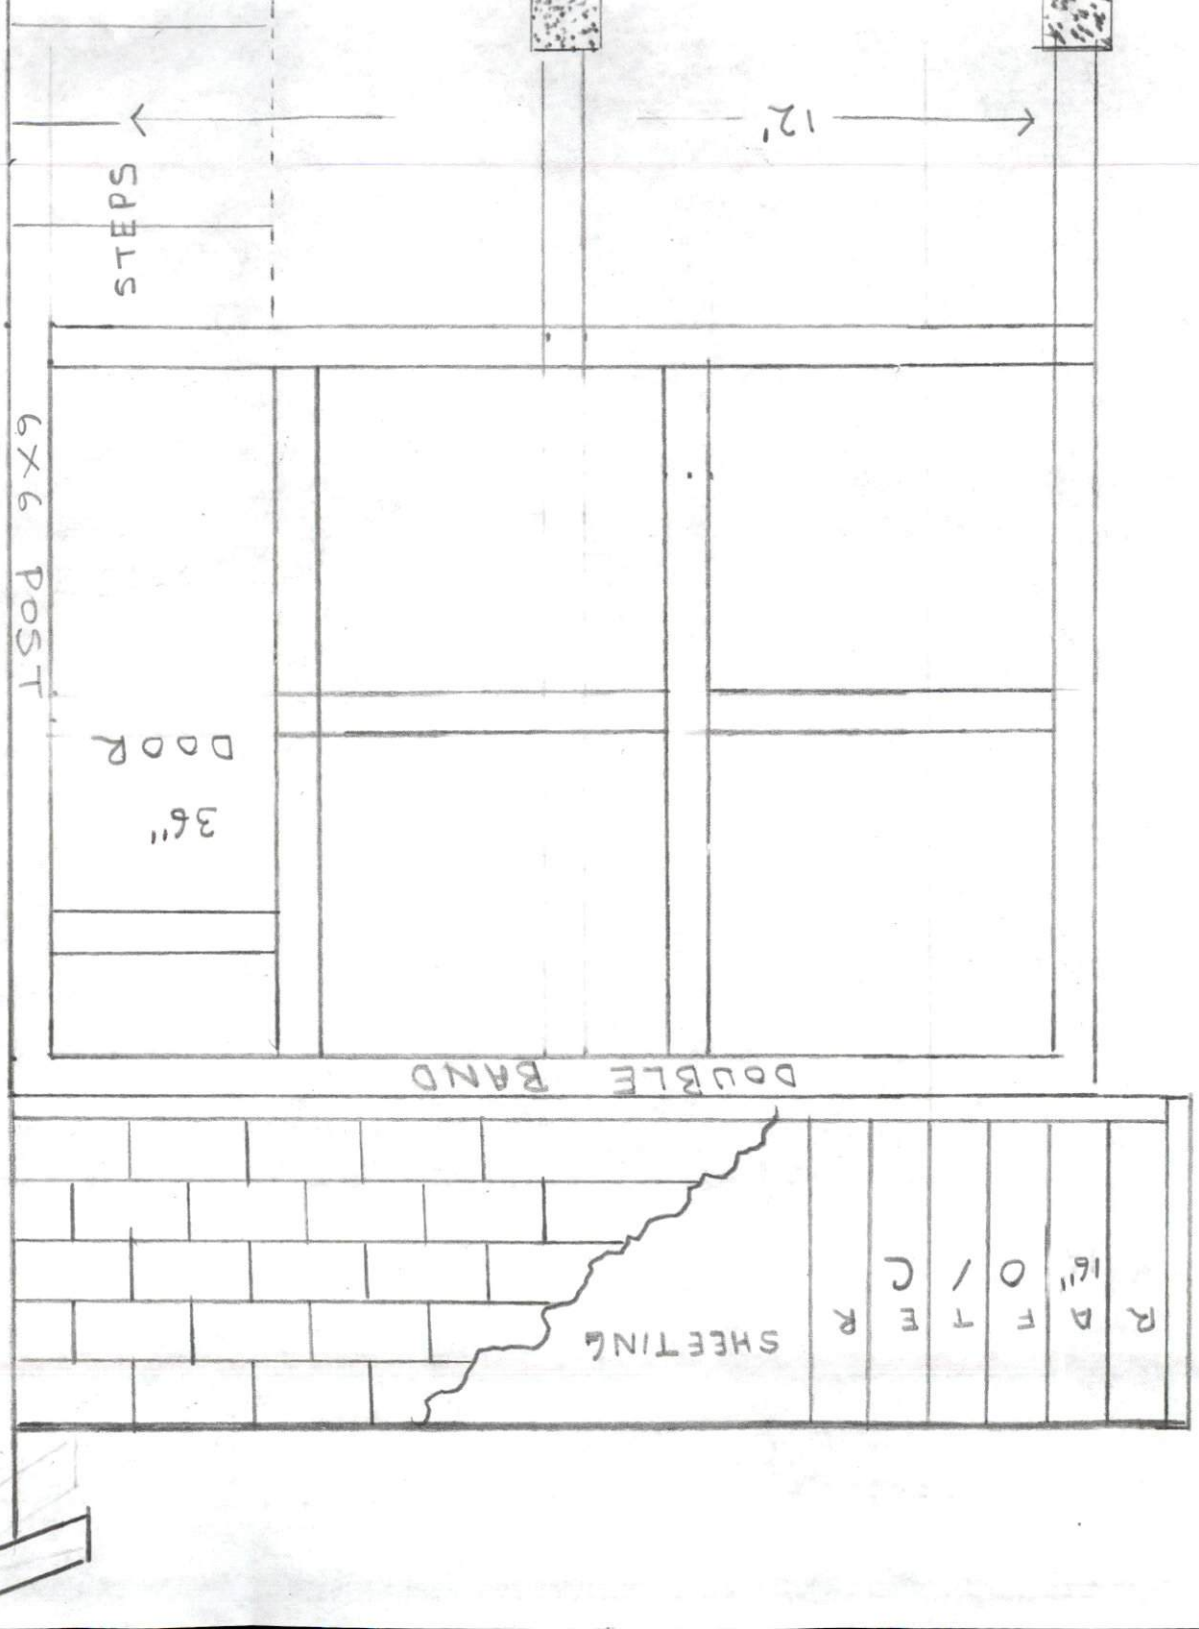 RAFTER
16" O/C
SHEETING
DOUBLE BAND
36"
DOOR
6X6 POST
STEPS
12'